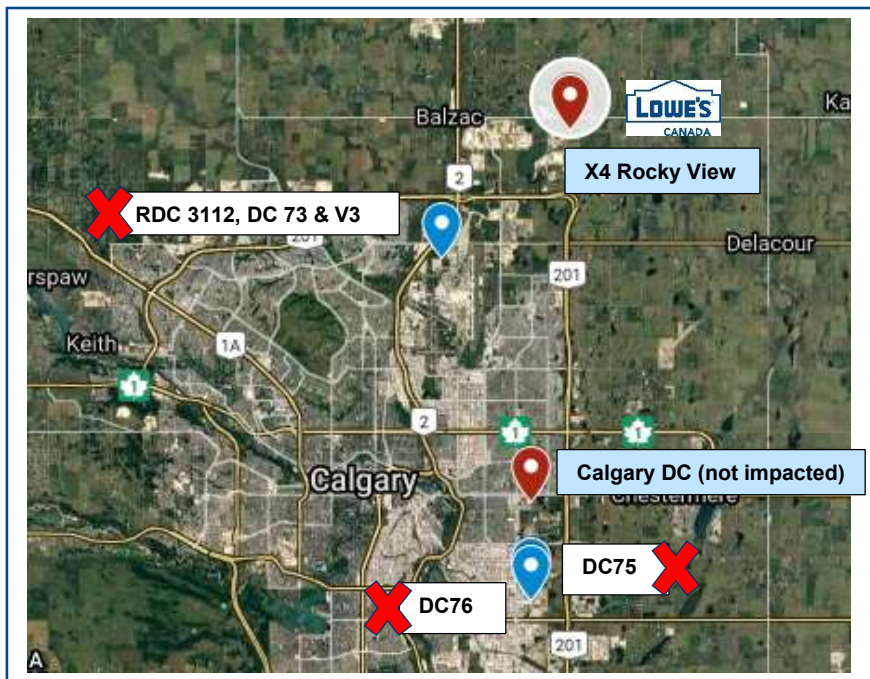 Balzac
LOWE'S
CANADA
Ka
2
X4 Rocky View
RDC 3112, DC 73 & V3
201
Delacour
rspaw
201
Keith
1A
1
2
1
1
Calgary
Calgary DC (not impacted)
Chestermere
DC75
DC76
201
A